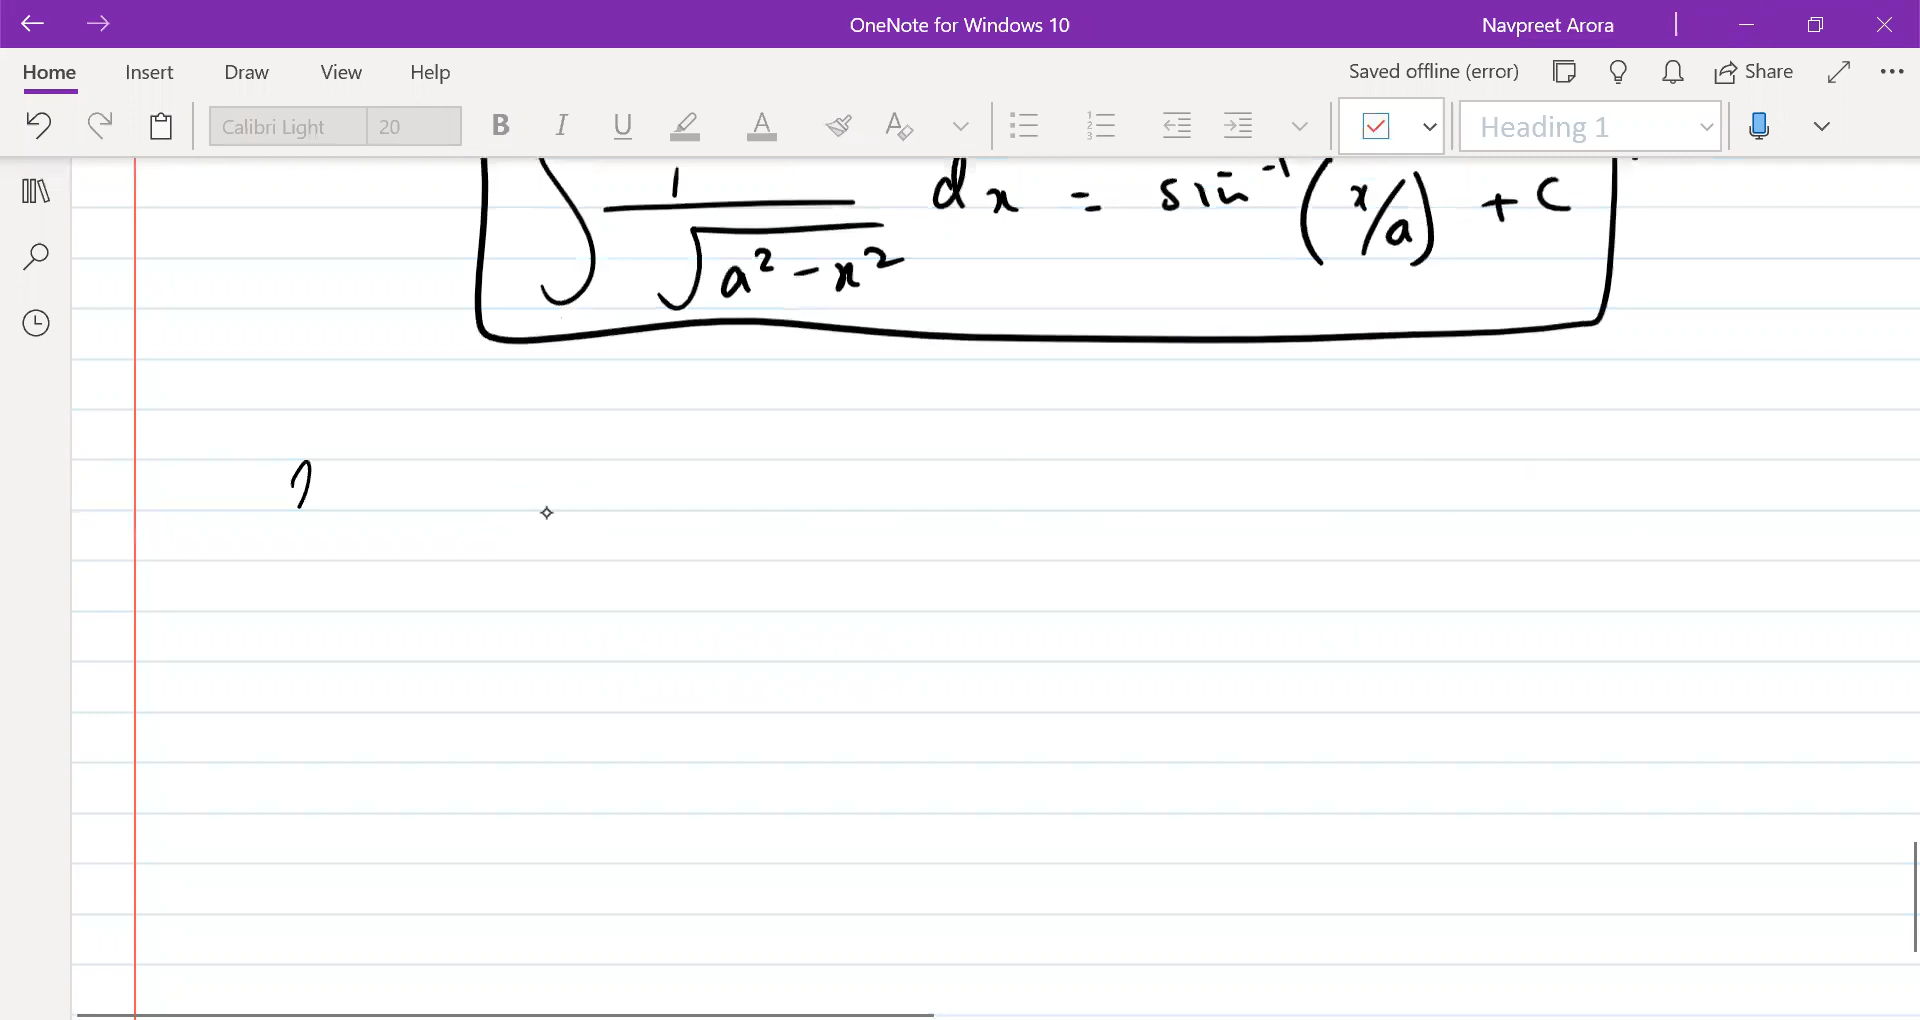 OneNote for Windows 10
Navpreet Arora
Home Insert Draw View Help
Saved offline (error) Share
Calibri Light 20 B I U A A Heading 1
∫ 1/√(a² - x²) dx = sin⁻¹(x/a) + c